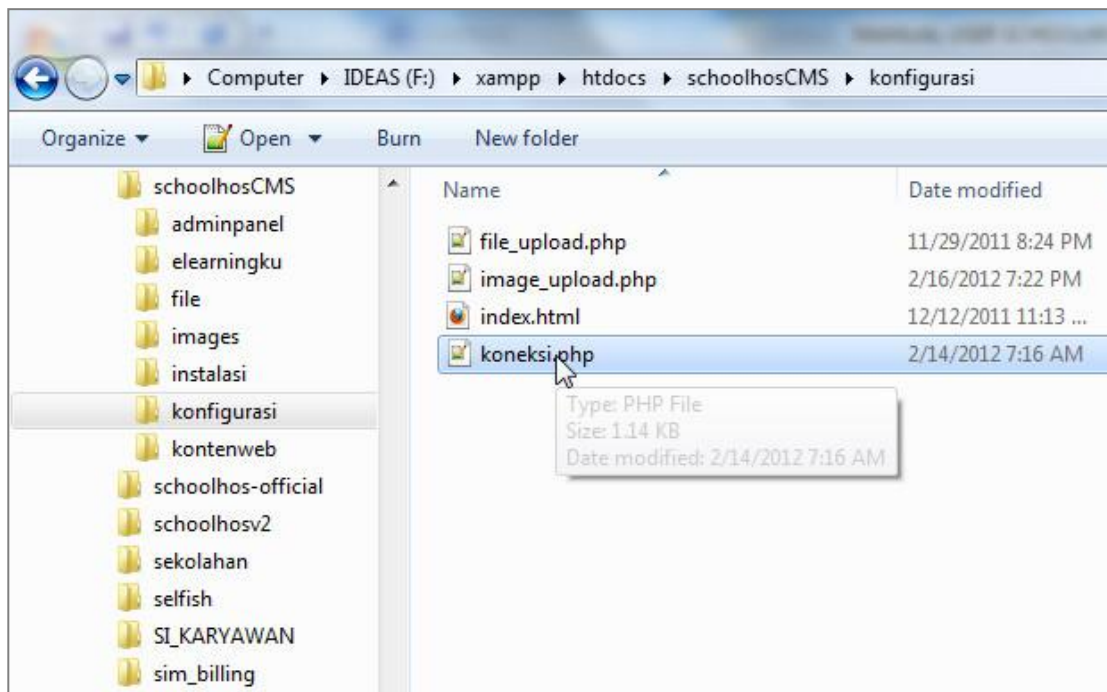 Computer IDEAS (F:) xampp htdocs schoolhosCMS konfigurasi
Organize Open Burn New folder
schoolhosCMS
adminpanel
elearningku
file
images
instalasi
konfigurasi
kontenweb
schoolhos-official
schoolhosv2
sekolahan
selfish
SI_KARYAWAN
sim_billing
Name Date modified
file_upload.php 11/29/2011 8:24 PM
image_upload.php 2/16/2012 7:22 PM
index.html 12/12/2011 11:13 ...
koneksi.php 2/14/2012 7:16 AM
Type: PHP File
Size: 1.14 KB
Date modified: 2/14/2012 7:16 AM